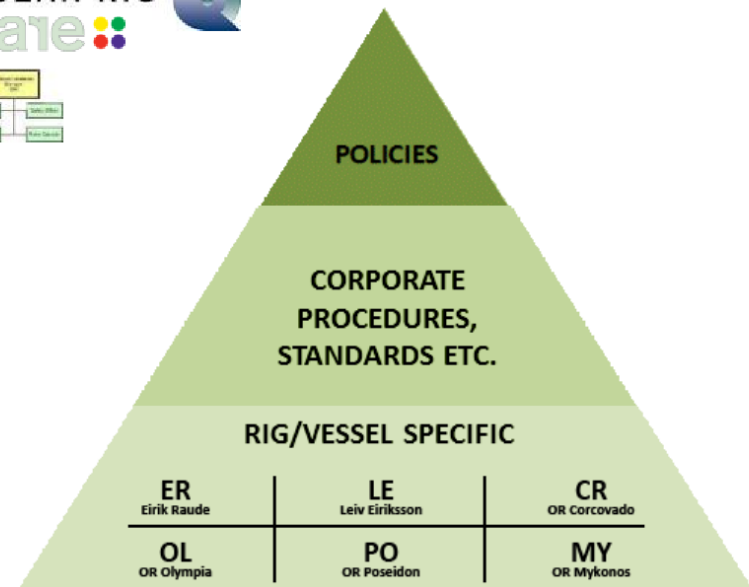 POLICIES
CORPORATE
PROCEDURES,
STANDARDS ETC.
RIG/VESSEL SPECIFIC
ER LE CR
Eirik Raude Leiv Eiriksson OR Corcovado
OL PO MY
OR Olympia OR Poseidon OR Mykonos